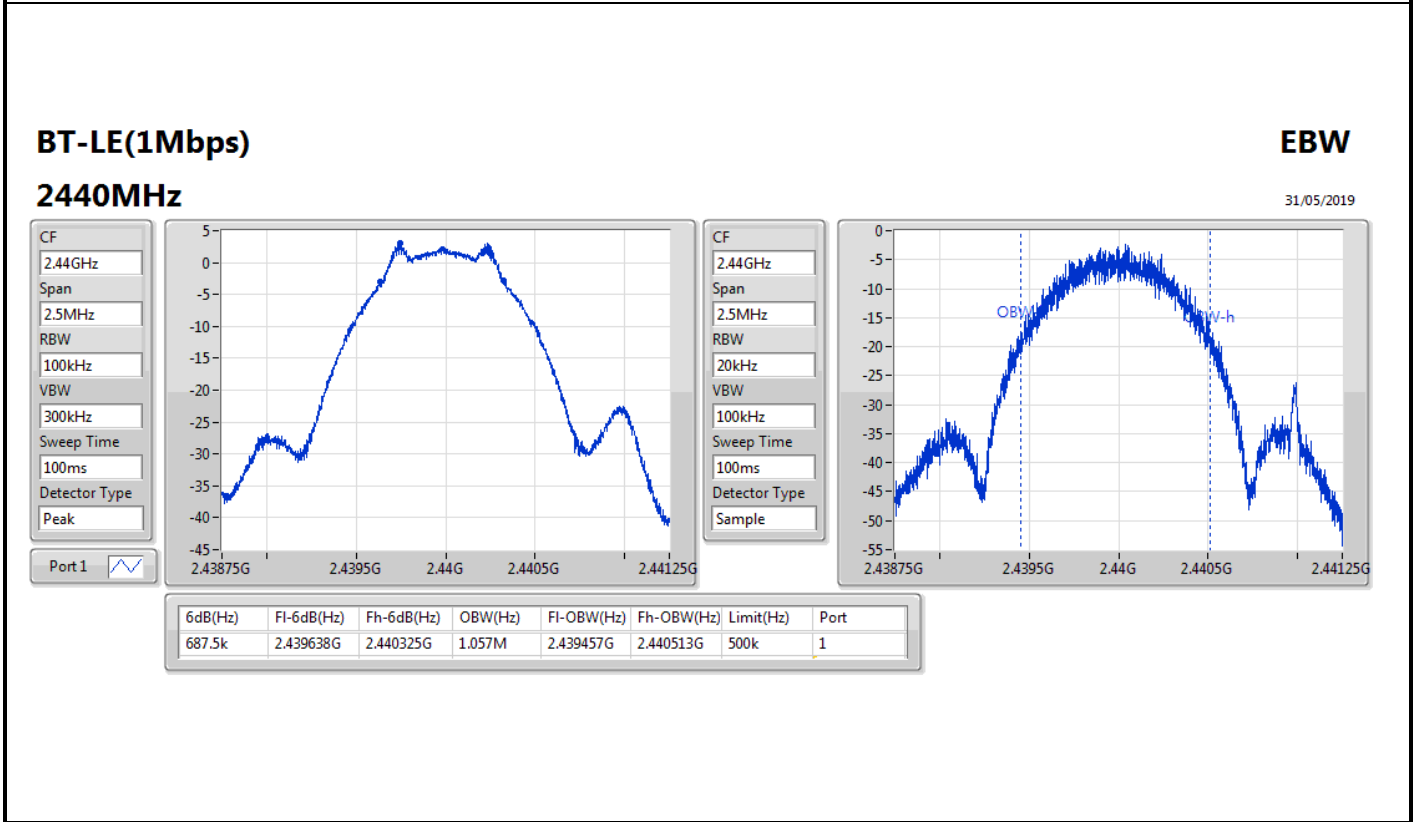 BT-LE(1Mbps)
EBW
2440MHz
31/05/2019
CF
2.44GHz
Span
2.5MHz
RBW
100kHz
VBW
300kHz
Sweep Time
100ms
Detector Type
Peak
Port 1
5
0
-5
-10
-15
-20
-25
-30
-35
-40
-45
2.43875G 2.4395G 2.44G 2.4405G 2.44125G
CF
2.44GHz
Span
2.5MHz
RBW
20kHz
VBW
100kHz
Sweep Time
100ms
Detector Type
Sample
0
-5
-10
-15
-20
-25
-30
-35
-40
-45
-50
-55
2.43875G 2.4395G 2.44G 2.4405G 2.44125G
6dB(Hz) Fl-6dB(Hz) Fh-6dB(Hz) OBW(Hz) Fl-OBW(Hz) Fh-OBW(Hz) Limit(Hz) Port
687.5k 2.439638G 2.440325G 1.057M 2.439457G 2.440513G 500k 1